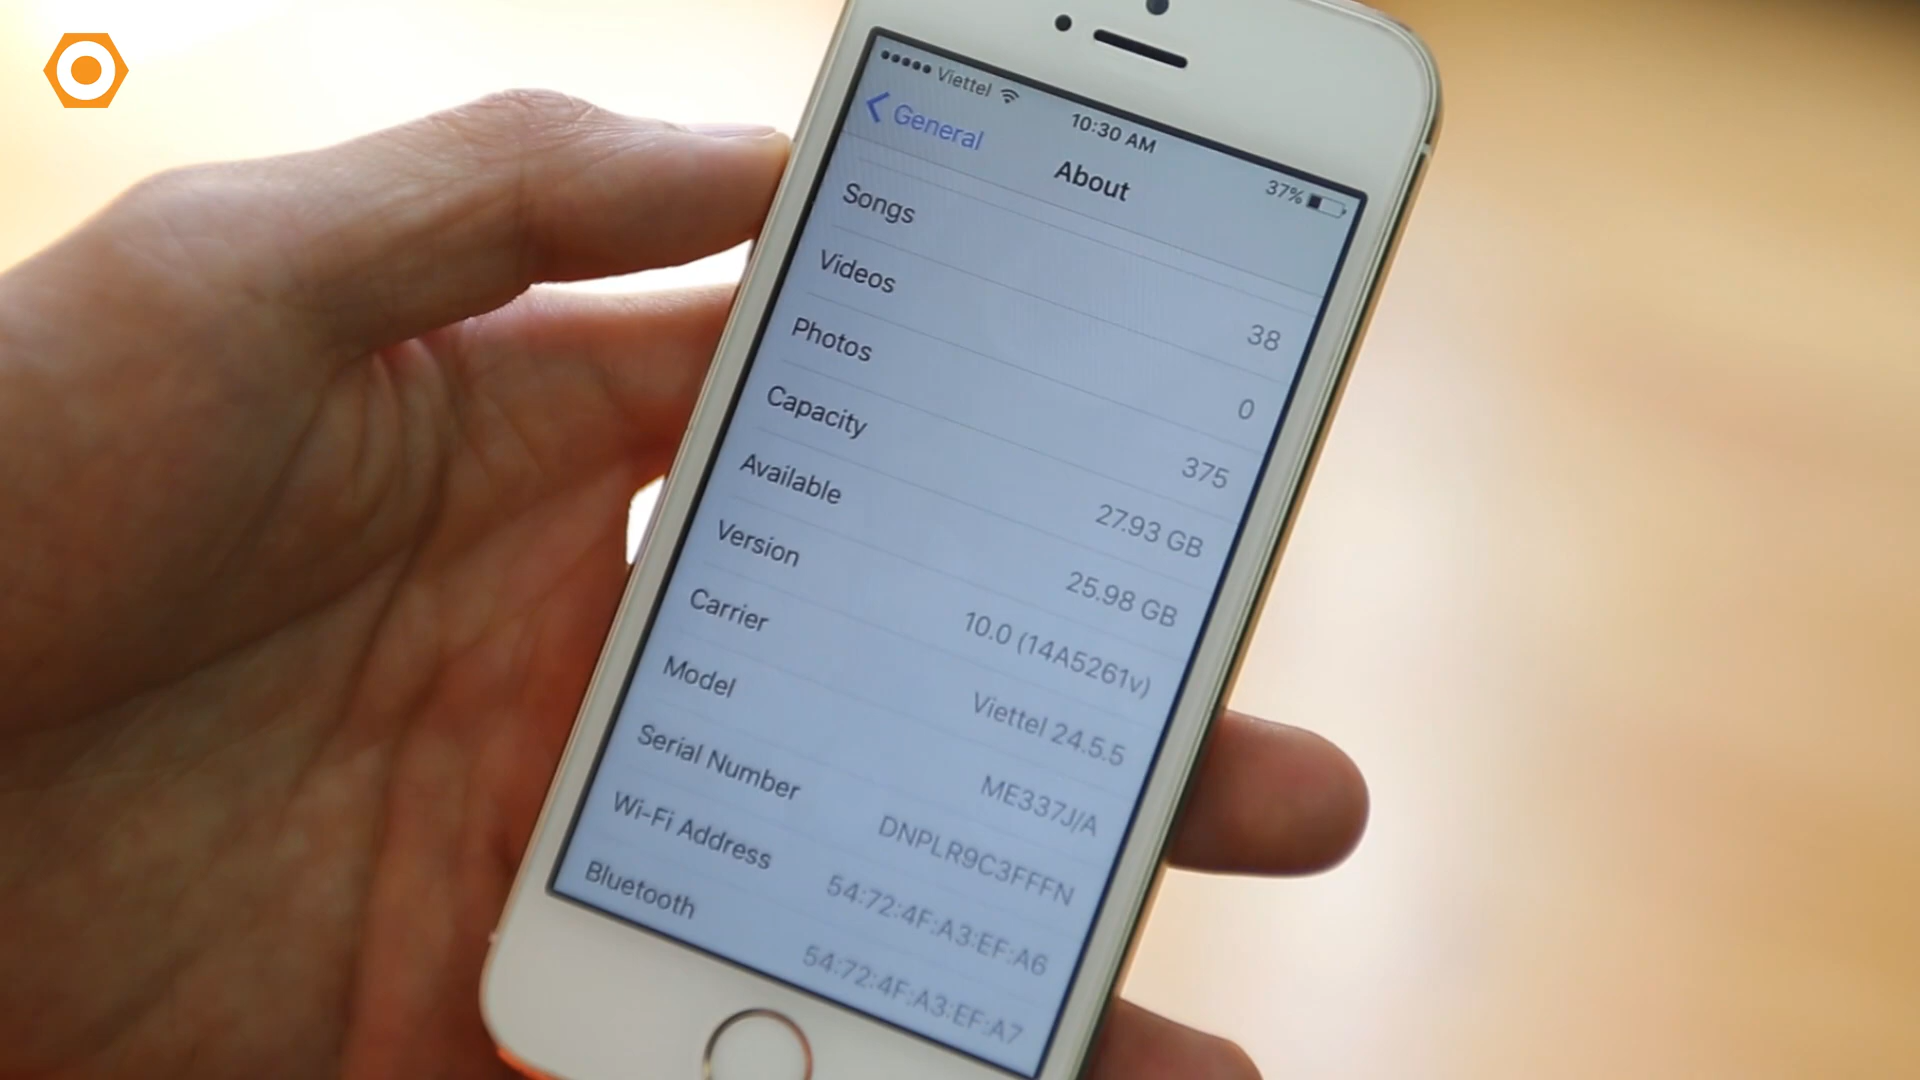 ●●●●● Viettel 10:30 AM 37%
General About
Songs 38
Videos 0
Photos 375
Capacity 27.93 GB
Available 25.98 GB
Version 10.0 (14A5261v)
Carrier Viettel 24.5.5
Model ME337J/A
Serial Number DNPLR9C3FFFN
Wi-Fi Address 54:72:4F:A3:EF:A6
Bluetooth 54:72:4F:A3:EF:A7